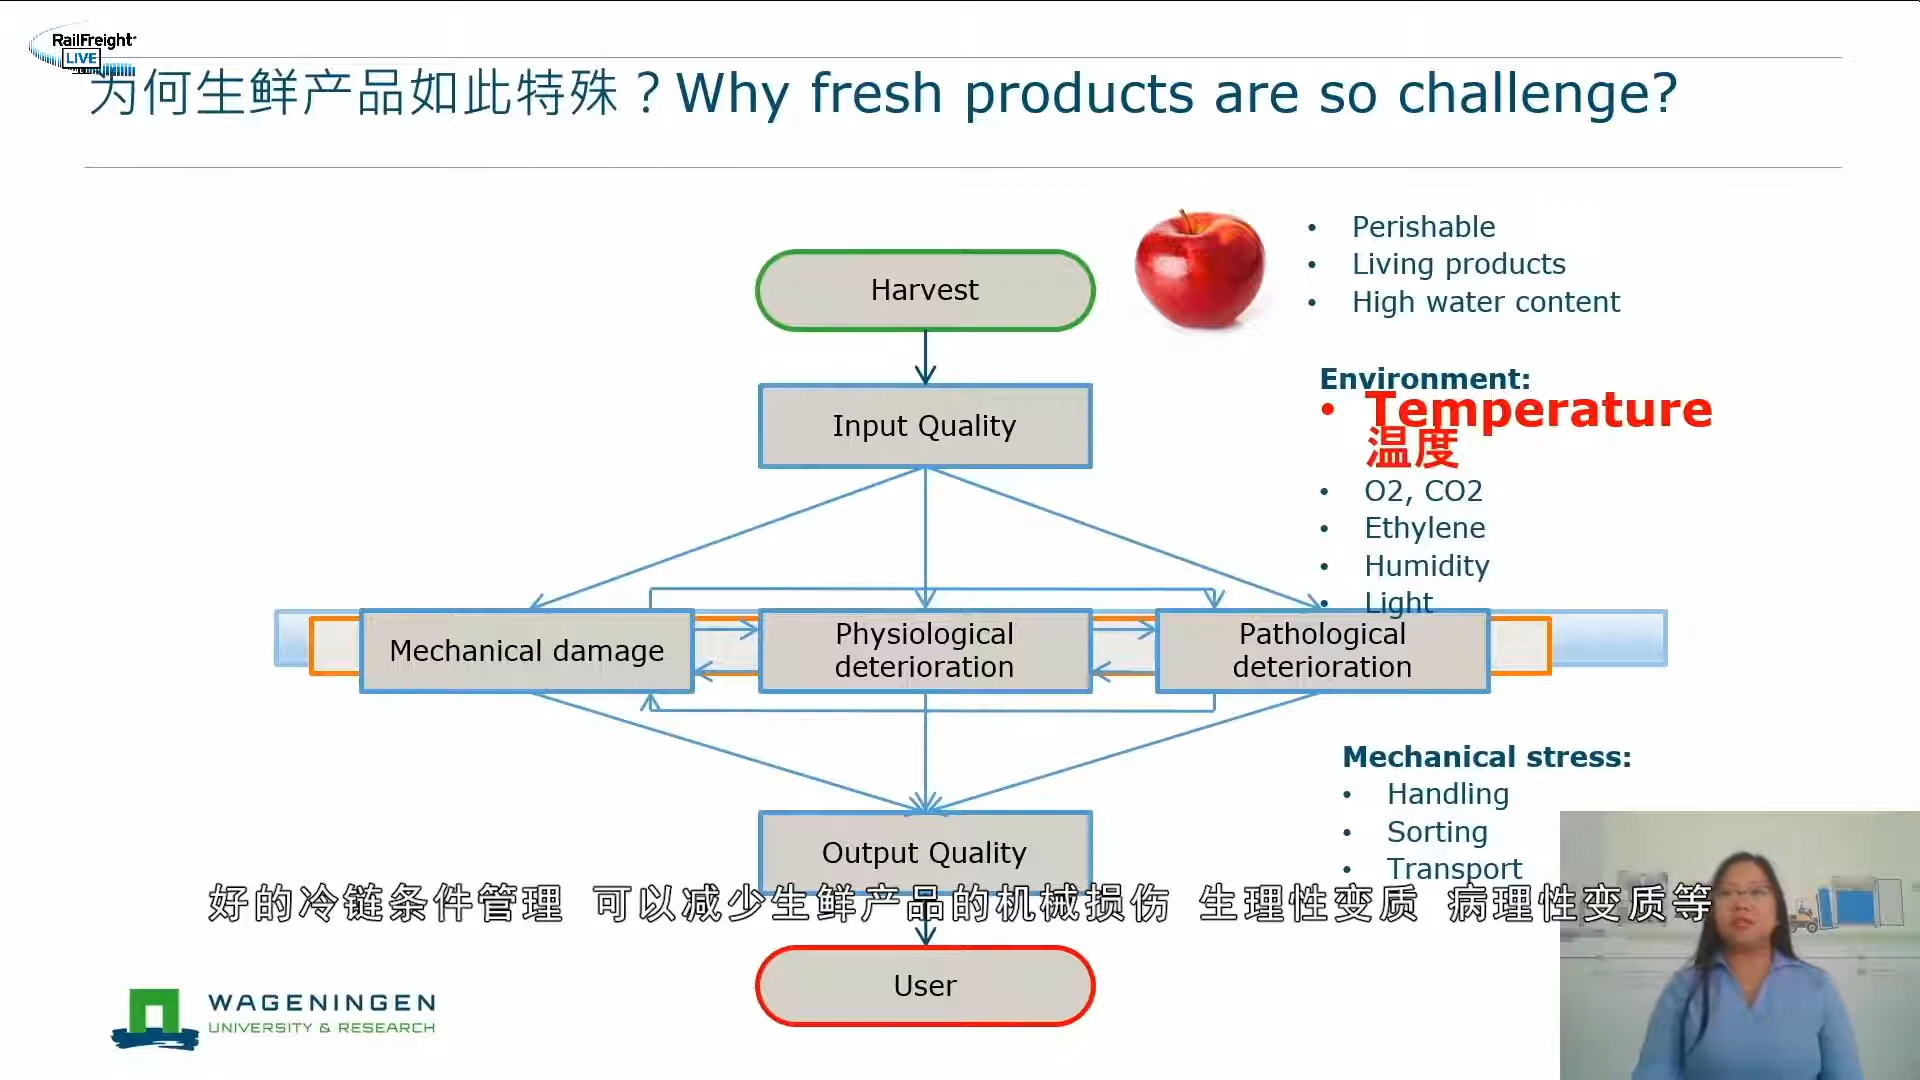 RailFreight
LIVE
为何生鲜产品如此特殊？Why fresh products are so challenge?
Harvest
• Perishable
• Living products
• High water content
Input Quality
Environment:
• Temperature
温度
• O2, CO2
• Ethylene
• Humidity
• Light
Mechanical damage
Physiological
deterioration
Pathological
deterioration
Mechanical stress:
• Handling
• Sorting
• Transport
Output Quality
好的冷链条件管理 可以减少生鲜产品的机械损伤 生理性变质 病理性变质等
User
WAGENINGEN
UNIVERSITY & RESEARCH